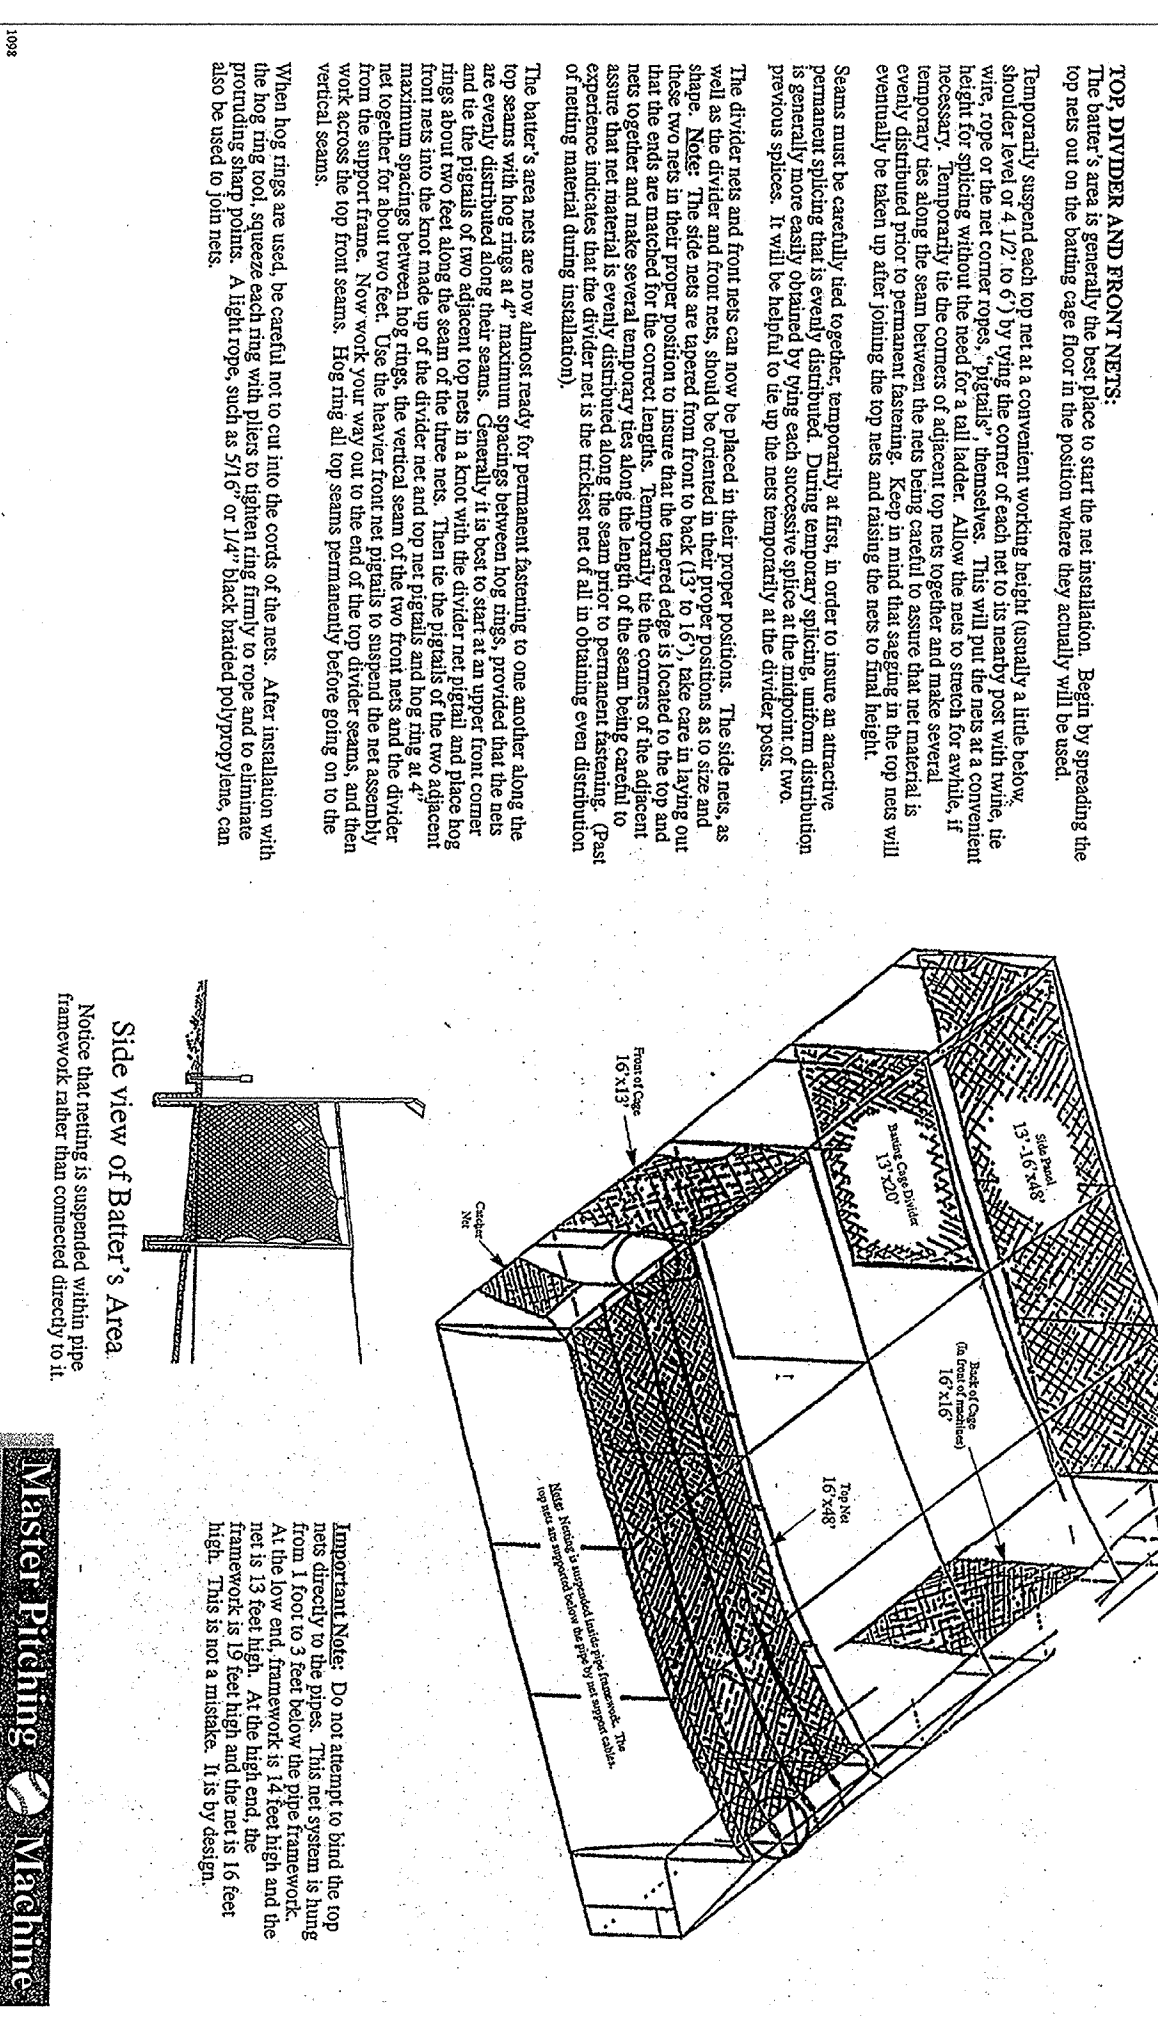 TOP, DIVIDER AND FRONT NETS:
The batter's area is generally the best place to start the net installation. Begin by spreading the
top nets out on the batting cage floor in the position where they actually will be used.
Temporarily suspend each top net at a convenient working height (usually a little below
shoulder level or 4 1/2' to 6') by tying the corner of each net to its nearby post with twine, tie
wire, rope or the net corner ropes, "pigtails", themselves. This will put the nets at a convenient
height for splicing without the need for a tall ladder. Allow the nets to stretch for awhile, if
necessary. Temporarily tie the corners of adjacent top nets together and make several
temporary ties along the seam between the nets being careful to assure that net material is
evenly distributed prior to permanent fastening. Keep in mind that sagging in the top nets will
eventually be taken up after joining the top nets and raising the nets to final height.
Seams must be carefully tied together, temporarily at first, in order to insure an attractive
permanent splicing that is evenly distributed. During temporary splicing, uniform distribution
is generally more easily obtained by tying each successive splice at the midpoint of two
previous splices. It will be helpful to tie up the nets temporarily at the divider posts.
The divider nets and front nets can now be placed in their proper positions. The side nets, as
well as the divider and front nets, should be oriented in their proper positions as to size and
shape. Note: The side nets are tapered from front to back (13' to 16'), take care in laying out
these two nets in their proper position to insure that the tapered edge is located to the top and
that the ends are matched for the correct lengths. Temporarily tie the corners of the adjacent
nets together and make several temporary ties along the length of the seam being careful to
assure that net material is evenly distributed along the seam prior to permanent fastening. (Past
experience indicates that the divider net is the trickiest net of all in obtaining even distribution
of netting material during installation).
The batter's area nets are now almost ready for permanent fastening to one another along the
top seams with hog rings at 4" maximum spacings between hog rings, provided that the nets
are evenly distributed along their seams. Generally it is best to start at an upper front corner
and tie the pigtails of two adjacent top nets in a knot with the divider net pigtail and place hog
rings about two feet along the seam of the three nets. Then tie the pigtails of the two adjacent
front nets into the knot made up of the divider net and top net pigtails and hog ring at 4"
maximum spacings between hog rings, the vertical seam of the two front nets and the divider
net together for about two feet. Use the heavier front net pigtails to suspend the net assembly
from the support frame. Now work your way out to the end of the top divider seams, and then
work across the top front seams. Hog ring all top seams permanently before going on to the
vertical seams.
When hog rings are used, be careful not to cut into the cords of the nets. After installation with
the hog ring tool, squeeze each ring with pliers to tighten ring firmly to rope and to eliminate
protruding sharp points. A light rope, such as 5/16" or 1/4" black braided polypropylene, can
also be used to join nets.
1098
Side Panel
13'-16'x48'
Batting Cage Divider
13'x20'
Front of Cage
16'x13'
Catcher
Net
Back of Cage
(In front of machines)
16'x16'
Top Net
16'x48'
Note: Netting is suspended inside pipe framework. The
top nets are supported below the pipe by net support cables.
Side view of Batter's Area
Notice that netting is suspended within pipe
framework rather than connected directly to it.
Important Note: Do not attempt to bind the top
nets directly to the pipes. This net system is hung
from 1 foot to 3 feet below the pipe framework.
At the low end, framework is 14 feet high and the
net is 13 feet high. At the high end, the
framework is 19 feet high and the net is 16 feet
high. This is not a mistake. It is by design.
Master Pitching Machine